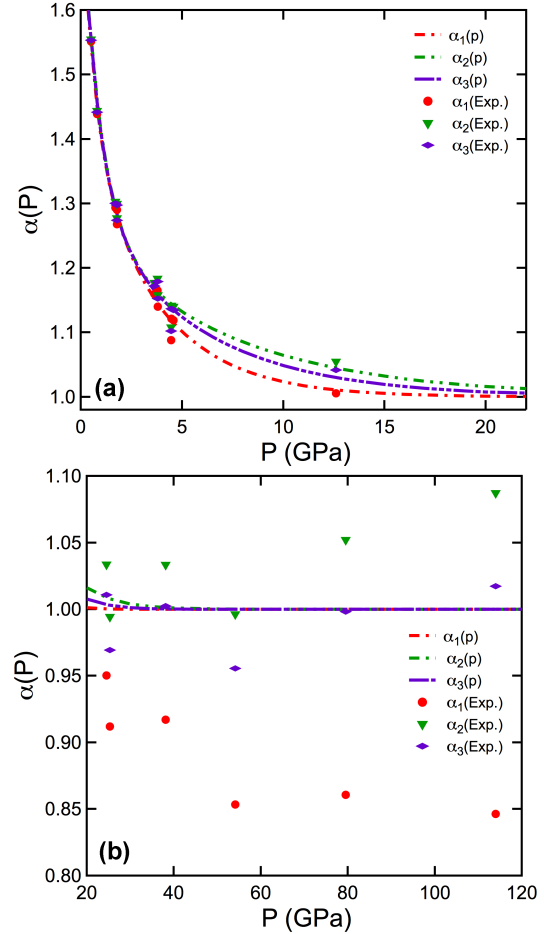 1.6
1.5
1.4
1.3
1.2
1.1
1.0
α(P)
α₁(p)
α₂(p)
α₃(p)
α₁(Exp.)
α₂(Exp.)
α₃(Exp.)
(a)
0 5 10 15 20
P (GPa)
1.10
1.05
1.00
0.95
0.90
0.85
0.80
α(P)
α₁(p)
α₂(p)
α₃(p)
α₁(Exp.)
α₂(Exp.)
α₃(Exp.)
(b)
20 40 60 80 100 120
P (GPa)